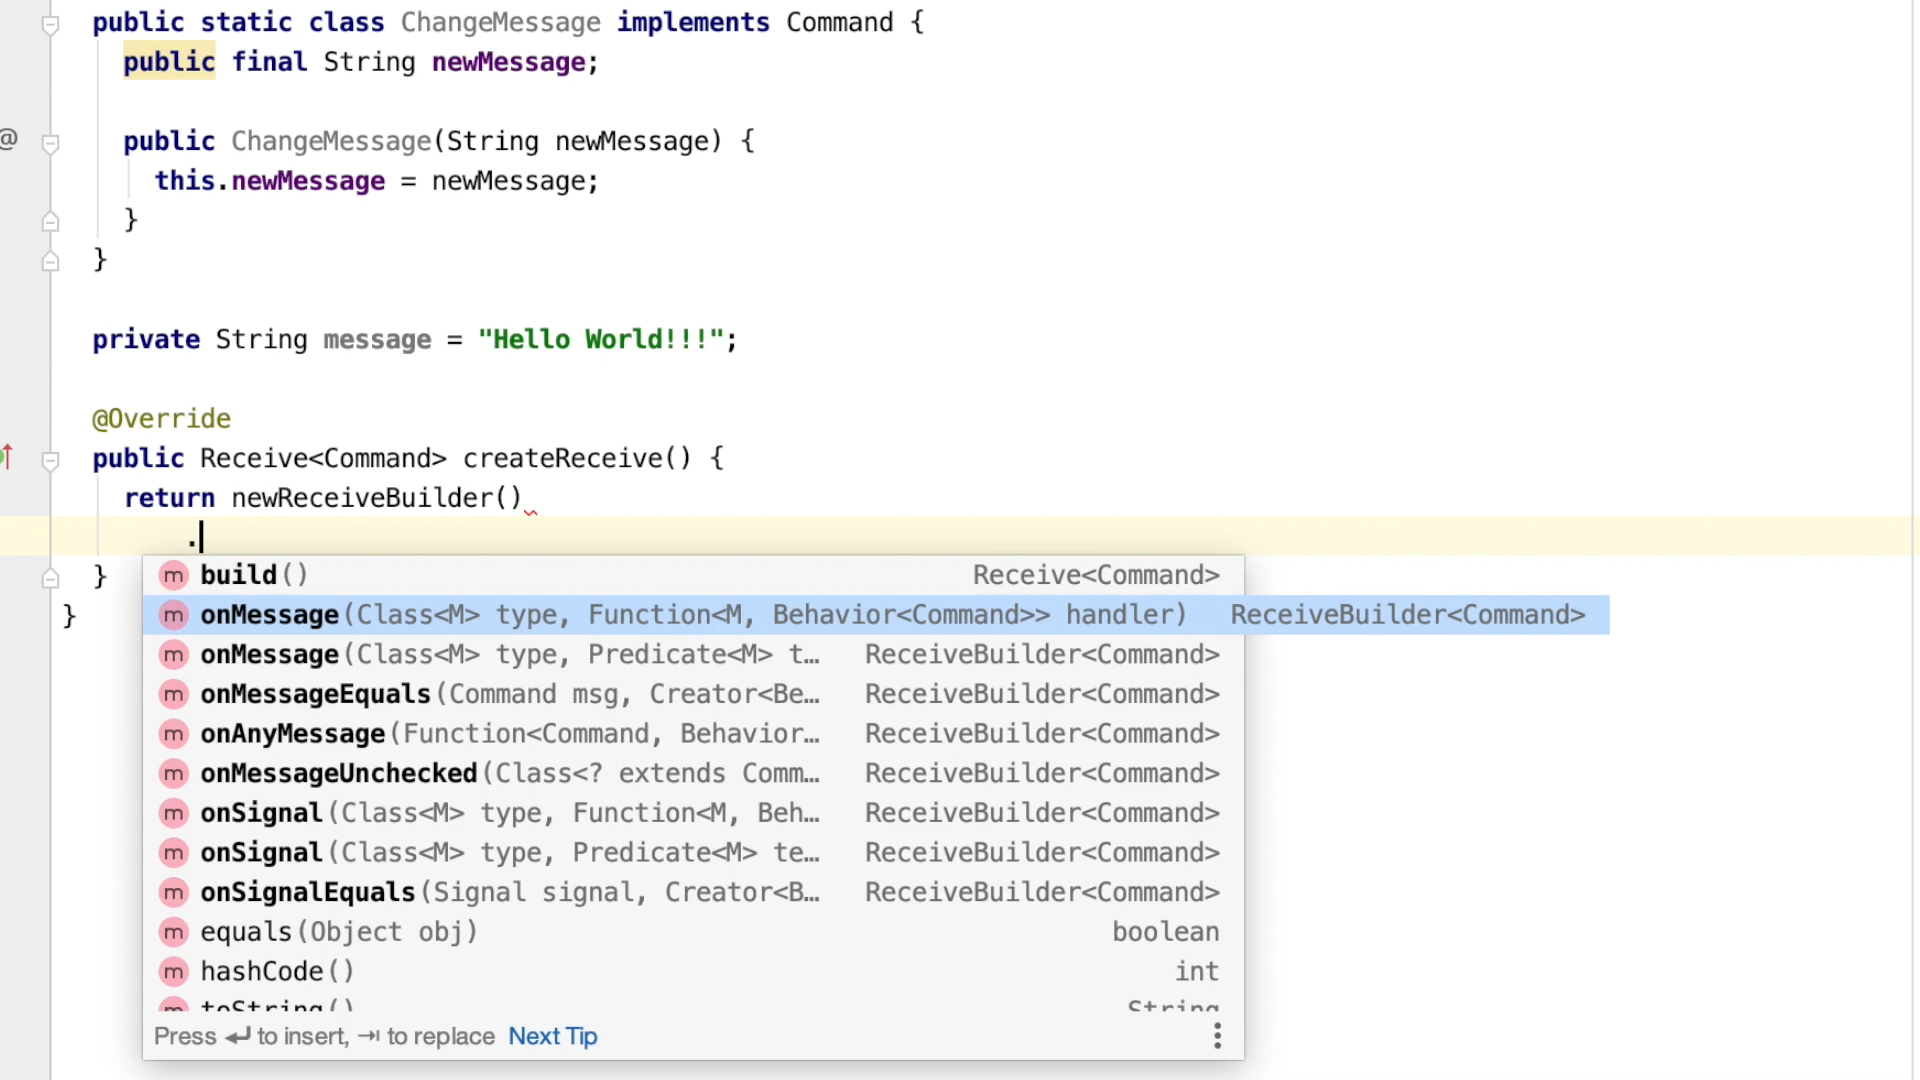 public static class ChangeMessage implements Command {
public final String newMessage;
@
public ChangeMessage(String newMessage) {
this.newMessage = newMessage;
}
}
private String message = "Hello World!!!";
@Override
public Receive<Command> createReceive() {
return newReceiveBuilder()
.
}
}
m build() Receive<Command>
m onMessage(Class<M> type, Function<M, Behavior<Command>> handler) ReceiveBuilder<Command>
m onMessage(Class<M> type, Predicate<M> t… ReceiveBuilder<Command>
m onMessageEquals(Command msg, Creator<Be… ReceiveBuilder<Command>
m onAnyMessage(Function<Command, Behavior… ReceiveBuilder<Command>
m onMessageUnchecked(Class<? extends Comm… ReceiveBuilder<Command>
m onSignal(Class<M> type, Function<M, Beh… ReceiveBuilder<Command>
m onSignal(Class<M> type, Predicate<M> te… ReceiveBuilder<Command>
m onSignalEquals(Signal signal, Creator<B… ReceiveBuilder<Command>
m equals(Object obj) boolean
m hashCode() int
m toString() String
Press ↵ to insert, ⇥ to replace Next Tip